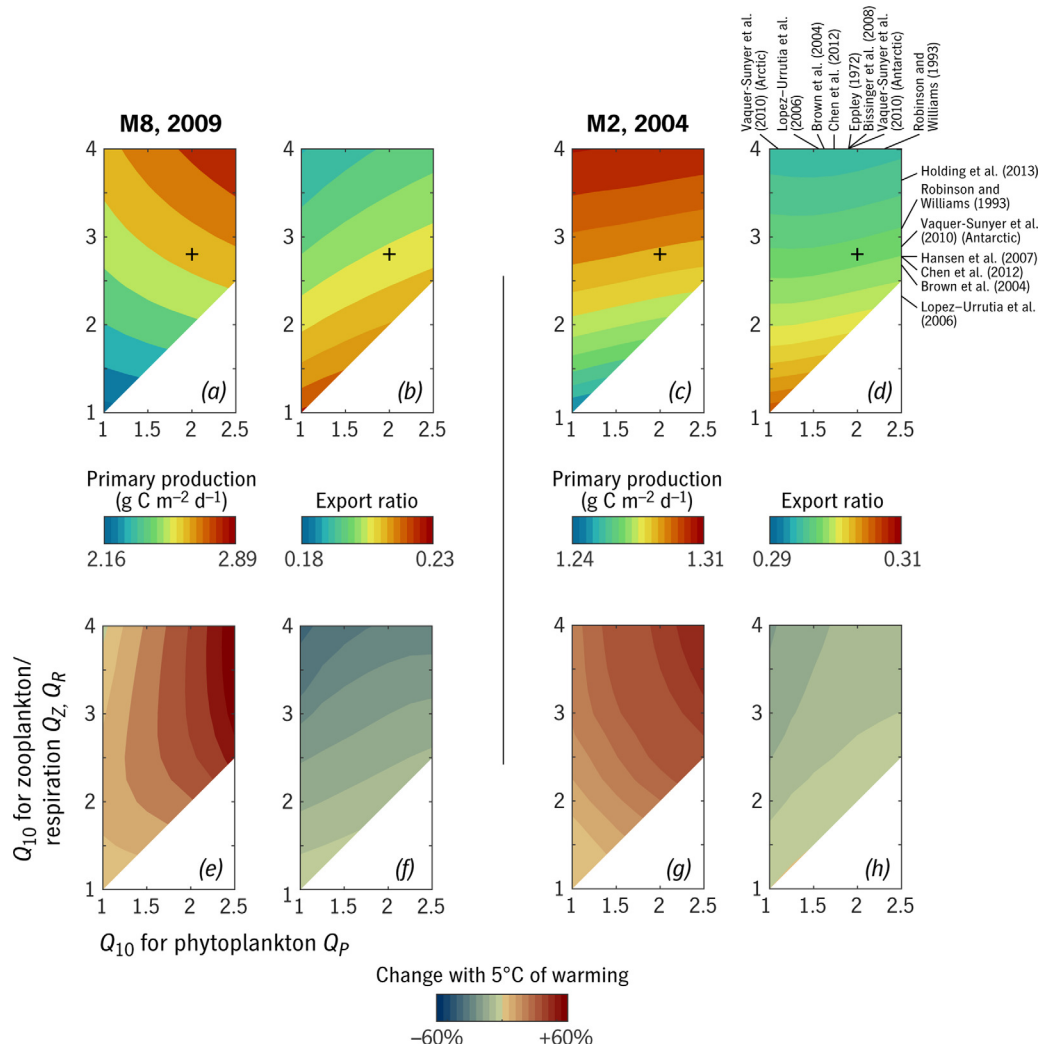 Vaquer-Sunyer et al.
(2010) (Arctic)
Lopez-Urrutia et al.
(2006)
Brown et al. (2004)
Chen et al. (2012)
Eppley (1972)
Bissinger et al. (2008)
Vaquer-Sunyer et al.
(2010) (Antarctic)
Robinson and
Williams (1993)
M8, 2009
M2, 2004
4
3
2
1
1
1.5
2
2.5
(a)
4
3
2
1
1
1.5
2
2.5
(b)
4
3
2
1
1
1.5
2
2.5
(c)
4
3
2
1
1
1.5
2
2.5
(d)
Holding et al. (2013)
Robinson and
Williams (1993)
Vaquer-Sunyer et al.
(2010) (Antarctic)
Hansen et al. (2007)
Chen et al. (2012)
Brown et al. (2004)
Lopez-Urrutia et al.
(2006)
Primary production
(g C m⁻² d⁻¹)
2.16
2.89
Export ratio
0.18
0.23
Primary production
(g C m⁻² d⁻¹)
1.24
1.31
Export ratio
0.29
0.31
Q10 for zooplankton/
respiration QZ, QR
4
3
2
1
1
1.5
2
2.5
(e)
4
3
2
1
1
1.5
2
2.5
(f)
4
3
2
1
1
1.5
2
2.5
(g)
4
3
2
1
1
1.5
2
2.5
(h)
Q10 for phytoplankton QP
Change with 5°C of warming
−60%
+60%